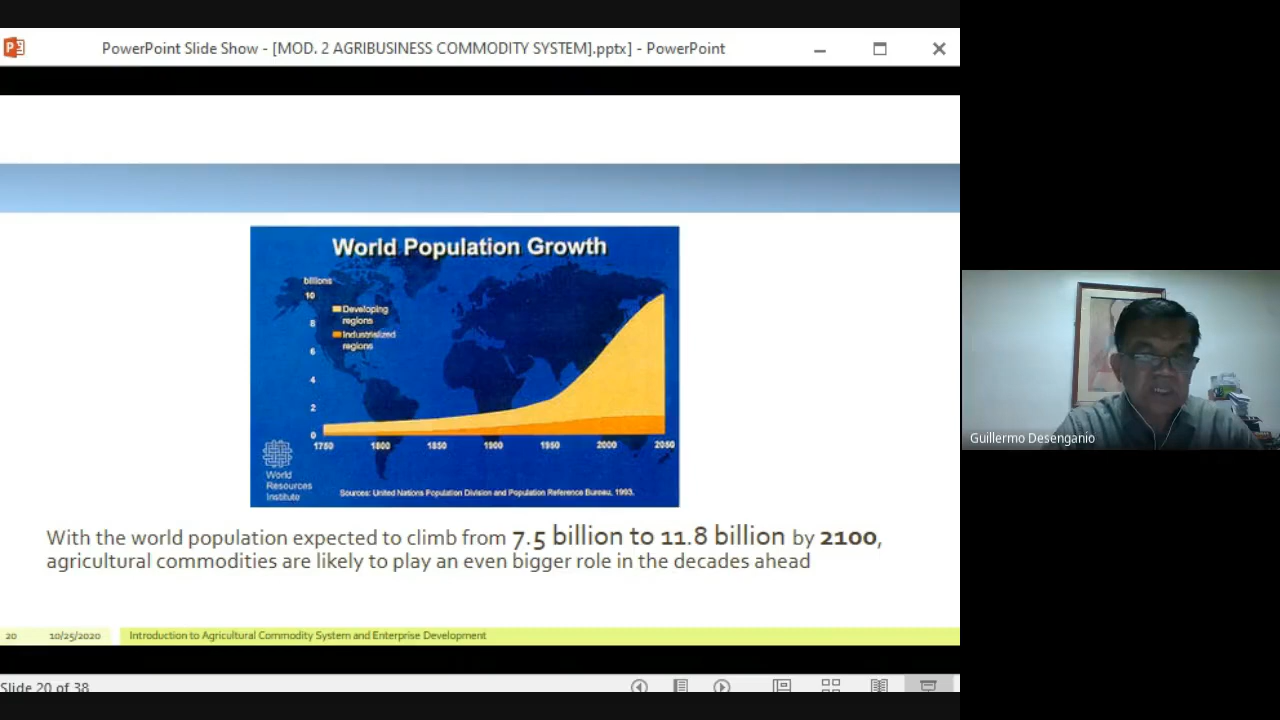 PowerPoint Slide Show - [MOD. 2 AGRIBUSINESS COMMODITY SYSTEM].pptx] - PowerPoint
World Population Growth
billions
10
Developing
regions
8
Industrialized
regions
6
4
2
0
1750 1800 1850 1900 1950 2000 2050
World
Resources
Institute
Sources: United Nations Population Division and Population Reference Bureau, 1993.
Guillermo Desenganio
With the world population expected to climb from 7.5 billion to 11.8 billion by 2100,
agricultural commodities are likely to play an even bigger role in the decades ahead
20 10/25/2020 Introduction to Agricultural Commodity System and Enterprise Development
Slide 20 of 38